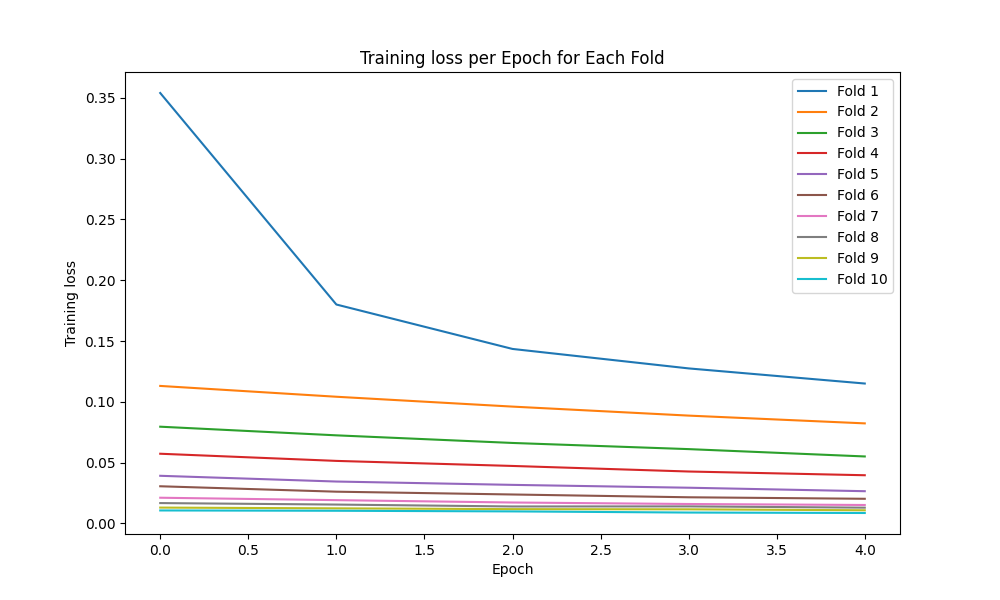 Training loss per Epoch for Each Fold
0.35
0.30
0.25
0.20
0.15
0.10
0.05
0.00
Training loss
0.0 0.5 1.0 1.5 2.0 2.5 3.0 3.5 4.0
Epoch
Fold 1
Fold 2
Fold 3
Fold 4
Fold 5
Fold 6
Fold 7
Fold 8
Fold 9
Fold 10